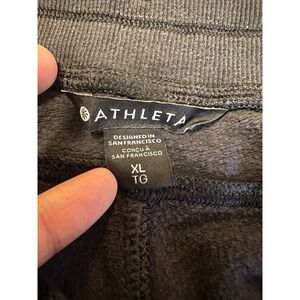 ATHLETA
DESIGNED IN
SAN FRANCISCO
CONÇU À
SAN FRANCISCO
XL
TG